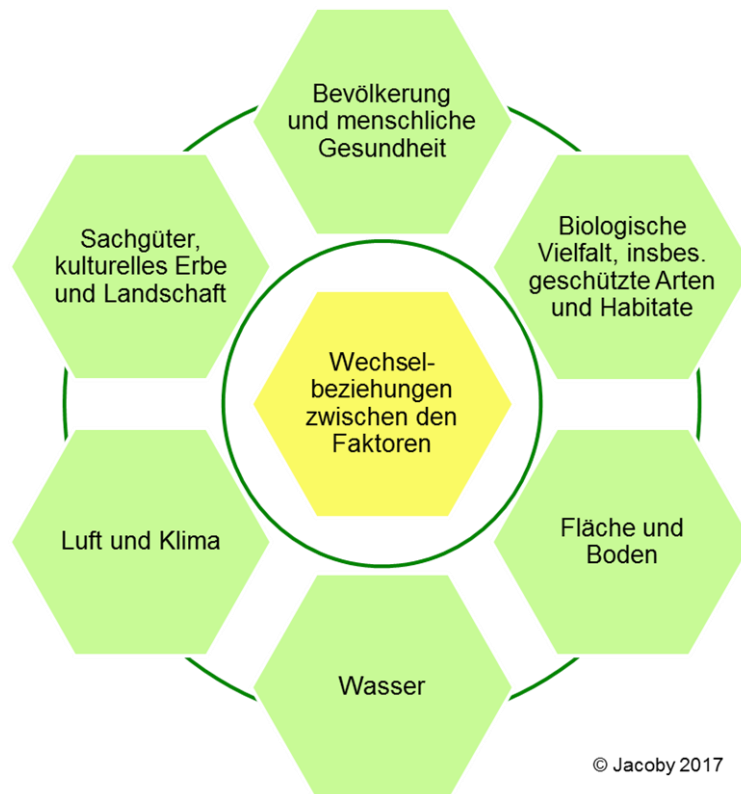 Bevölkerung
und menschliche
Gesundheit
Biologische
Vielfalt, insbes.
geschützte Arten
und Habitate
Fläche und
Boden
Wasser
Luft und Klima
Sachgüter,
kulturelles Erbe
und Landschaft
Wechsel-
beziehungen
zwischen den
Faktoren
© Jacoby 2017